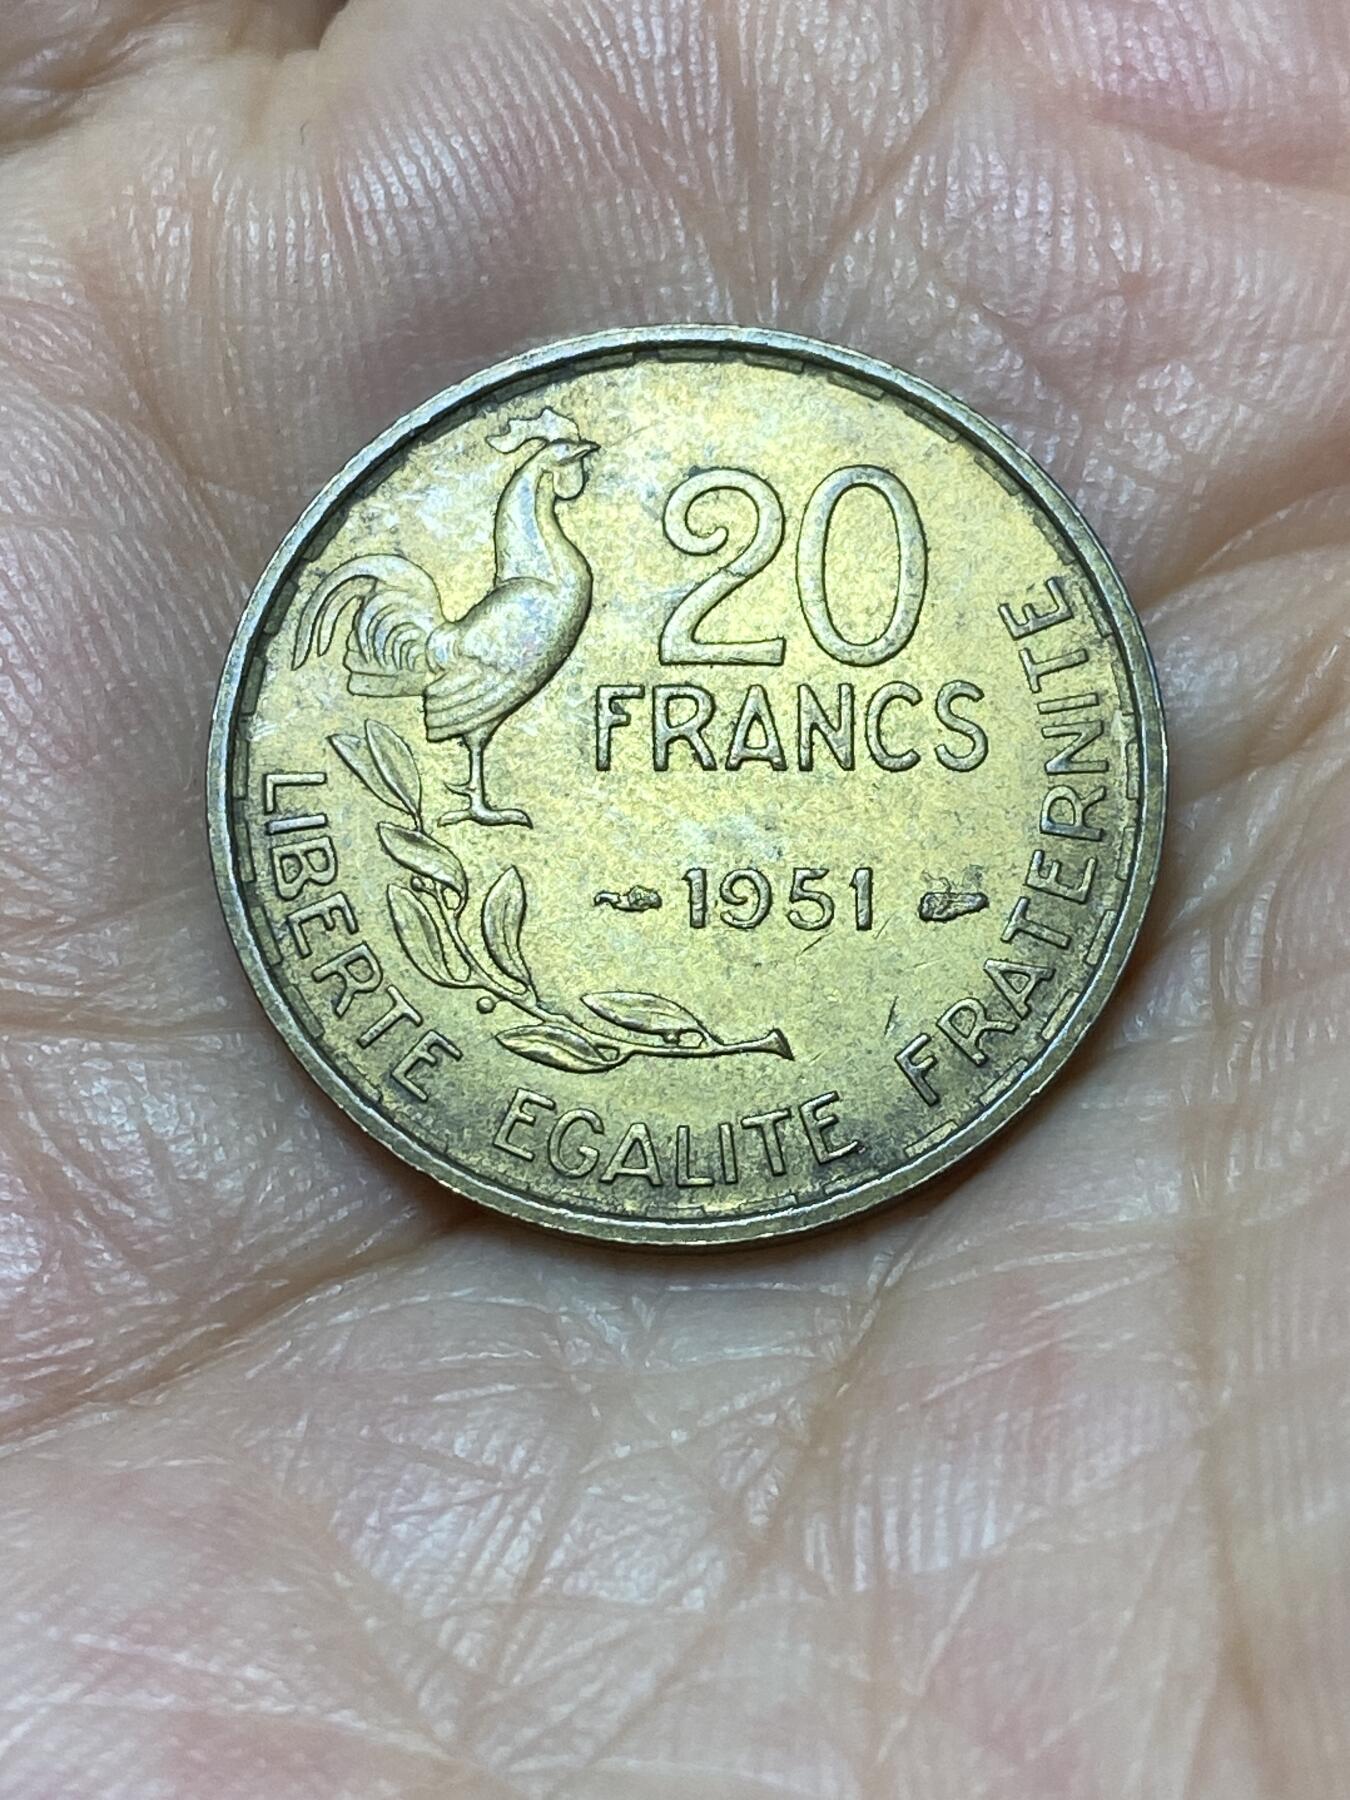 20
FRANCS
1951
LIBERTE EGALITE FRATERNITE